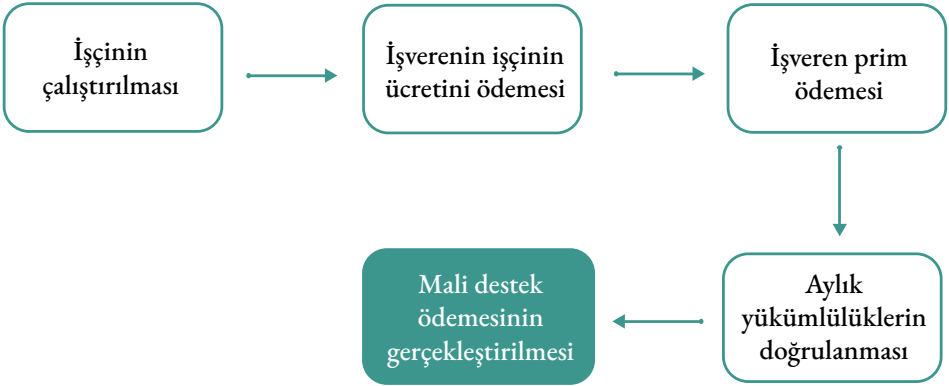 İşçinin
çalıştırılması
İşverenin işçinin
ücretini ödemesi
İşveren prim
ödemesi
Aylık
yükümlülüklerin
doğrulanması
Mali destek
ödemesinin
gerçekleştirilmesi